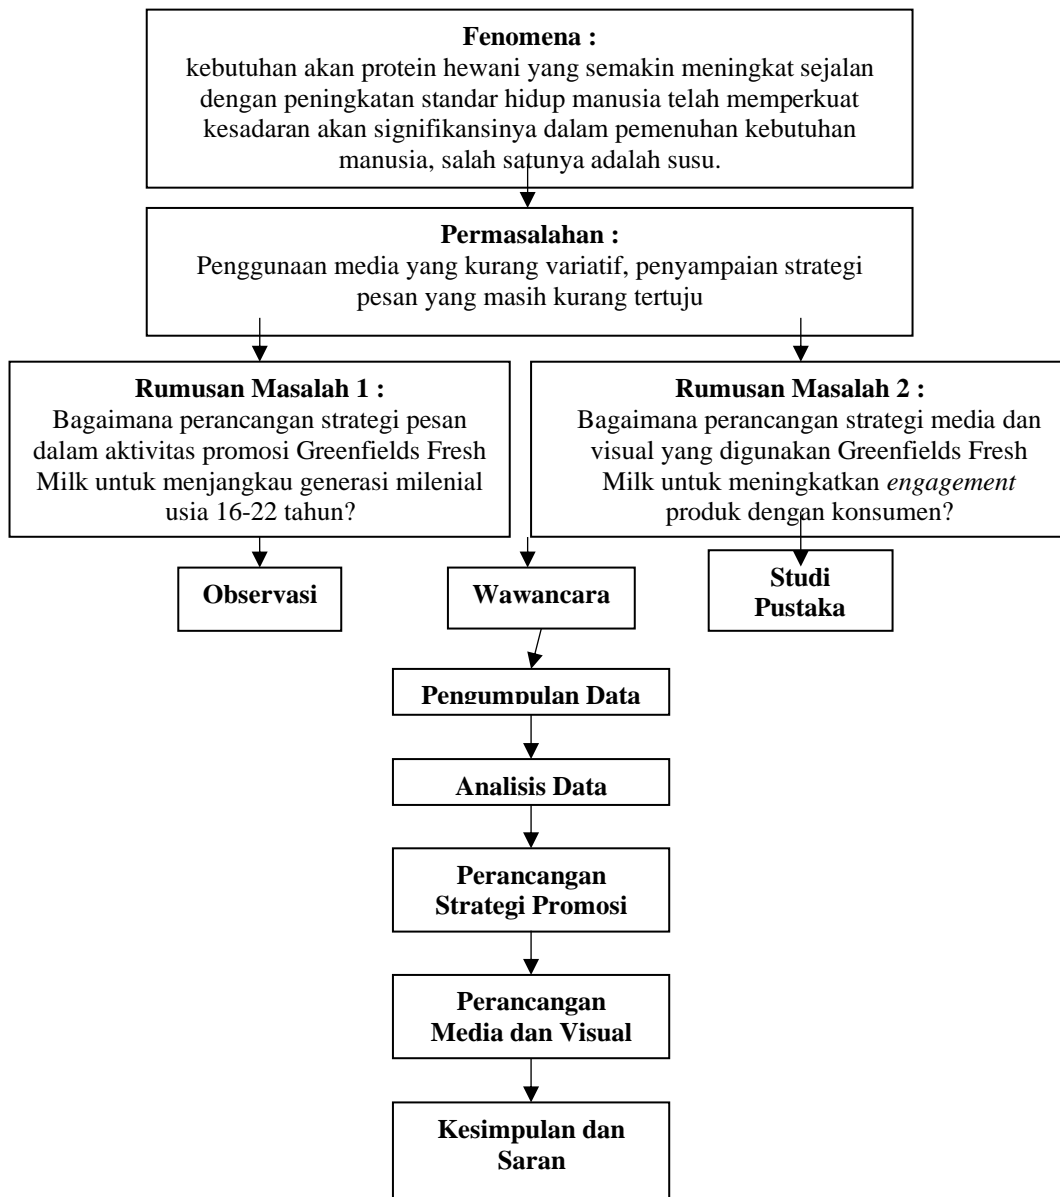 Fenomena :
kebutuhan akan protein hewani yang semakin meningkat sejalan
dengan peningkatan standar hidup manusia telah memperkuat
kesadaran akan signifikansinya dalam pemenuhan kebutuhan
manusia, salah satunya adalah susu.
Permasalahan :
Penggunaan media yang kurang variatif, penyampaian strategi
pesan yang masih kurang tertuju
Rumusan Masalah 1 :
Bagaimana perancangan strategi pesan
dalam aktivitas promosi Greenfields Fresh
Milk untuk menjangkau generasi milenial
usia 16-22 tahun?
Rumusan Masalah 2 :
Bagaimana perancangan strategi media dan
visual yang digunakan Greenfields Fresh
Milk untuk meningkatkan engagement
produk dengan konsumen?
Observasi
Wawancara
Studi
Pustaka
Pengumpulan Data
Analisis Data
Perancangan
Strategi Promosi
Perancangan
Media dan Visual
Kesimpulan dan
Saran